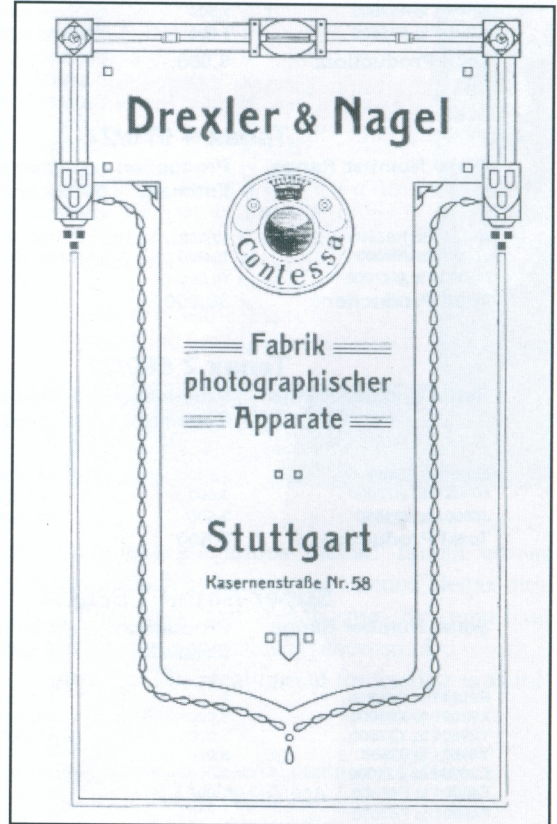 Drexler & Nagel
Contessa
Fabrik
photographischer
Apparate
Stuttgart
Kasernenstraße Nr. 58